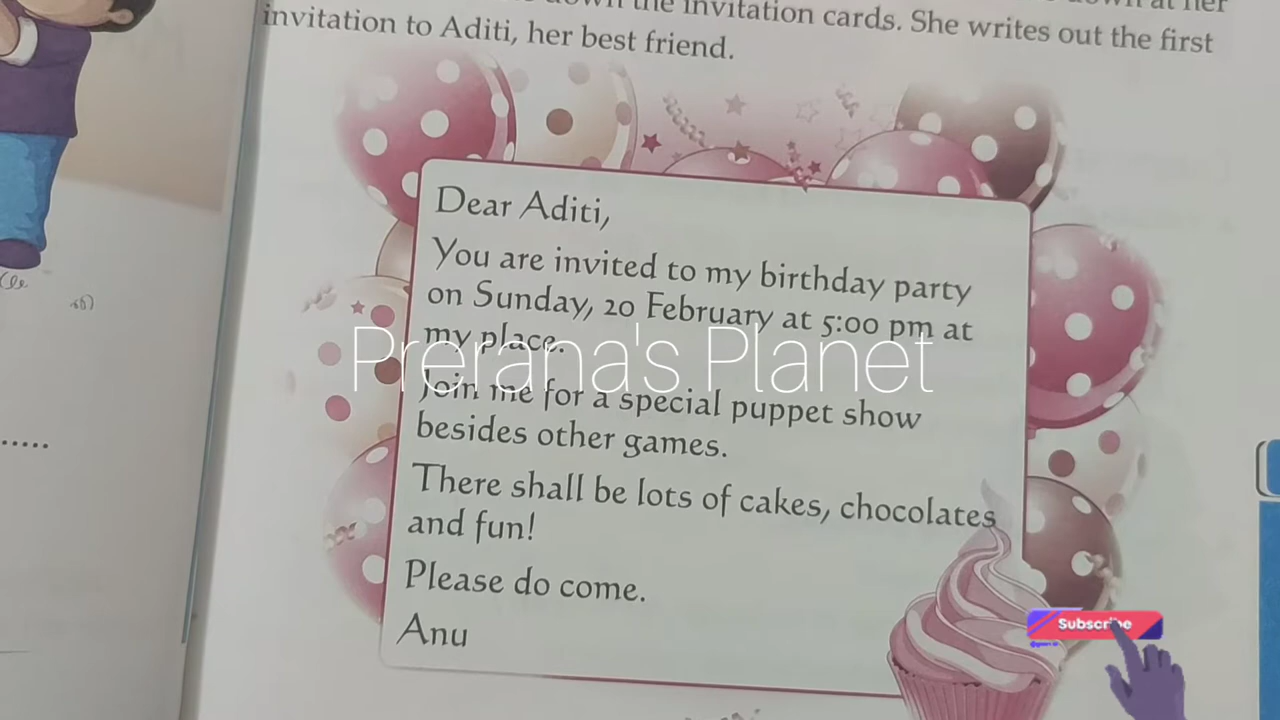 the invitation cards. She writes out the first
invitation to Aditi, her best friend.
Dear Aditi,
You are invited to my birthday party
on Sunday, 20 February at 5:00 pm at
my place.
Prerana's Planet
Join me for a special puppet show
besides other games.
There shall be lots of cakes, chocolates
and fun!
Please do come.
Anu
Subscribe